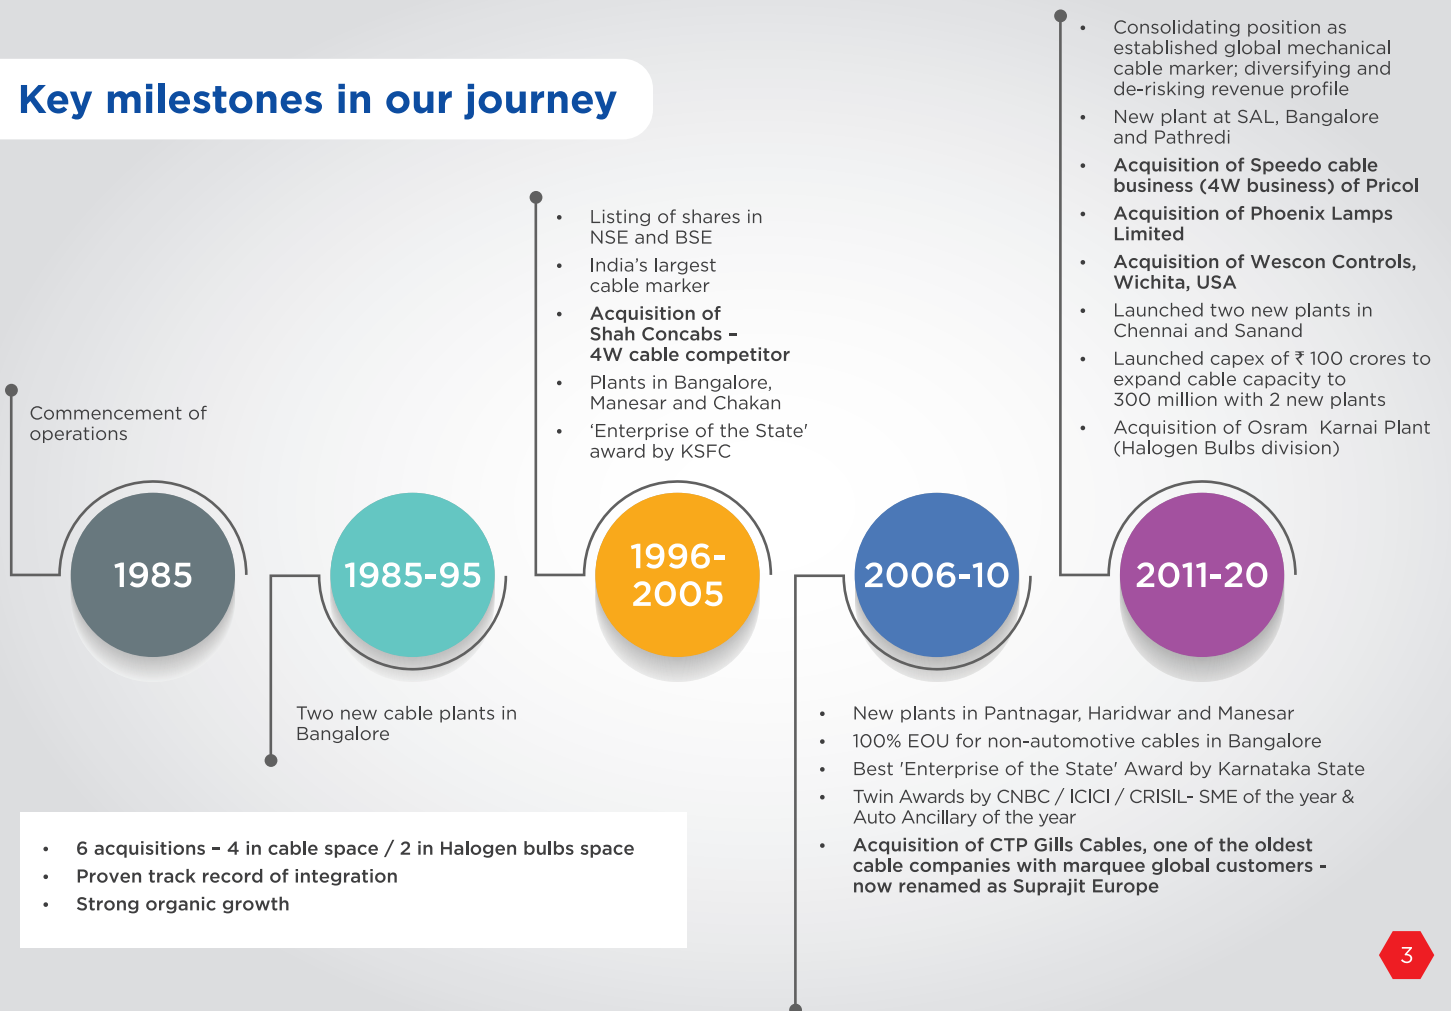 Key milestones in our journey
Commencement of
operations
1985
Two new cable plants in
Bangalore
1985-95
• Listing of shares in
NSE and BSE
• India’s largest
cable marker
• Acquisition of
Shah Concabs –
4W cable competitor
• Plants in Bangalore,
Manesar and Chakan
• ‘Enterprise of the State'
award by KSFC
1996-
2005
2006-10
• New plants in Pantnagar, Haridwar and Manesar
• 100% EOU for non-automotive cables in Bangalore
• Best 'Enterprise of the State' Award by Karnataka State
• Twin Awards by CNBC / ICICI / CRISIL- SME of the year &
Auto Ancillary of the year
• Acquisition of CTP Gills Cables, one of the oldest
cable companies with marquee global customers -
now renamed as Suprajit Europe
• Consolidating position as
established global mechanical
cable marker; diversifying and
de-risking revenue profile
• New plant at SAL, Bangalore
and Pathredi
• Acquisition of Speedo cable
business (4W business) of Pricol
• Acquisition of Phoenix Lamps
Limited
• Acquisition of Wescon Controls,
Wichita, USA
• Launched two new plants in
Chennai and Sanand
• Launched capex of ₹ 100 crores to
expand cable capacity to
300 million with 2 new plants
• Acquisition of Osram Karnai Plant
(Halogen Bulbs division)
2011-20
• 6 acquisitions – 4 in cable space / 2 in Halogen bulbs space
• Proven track record of integration
• Strong organic growth
3